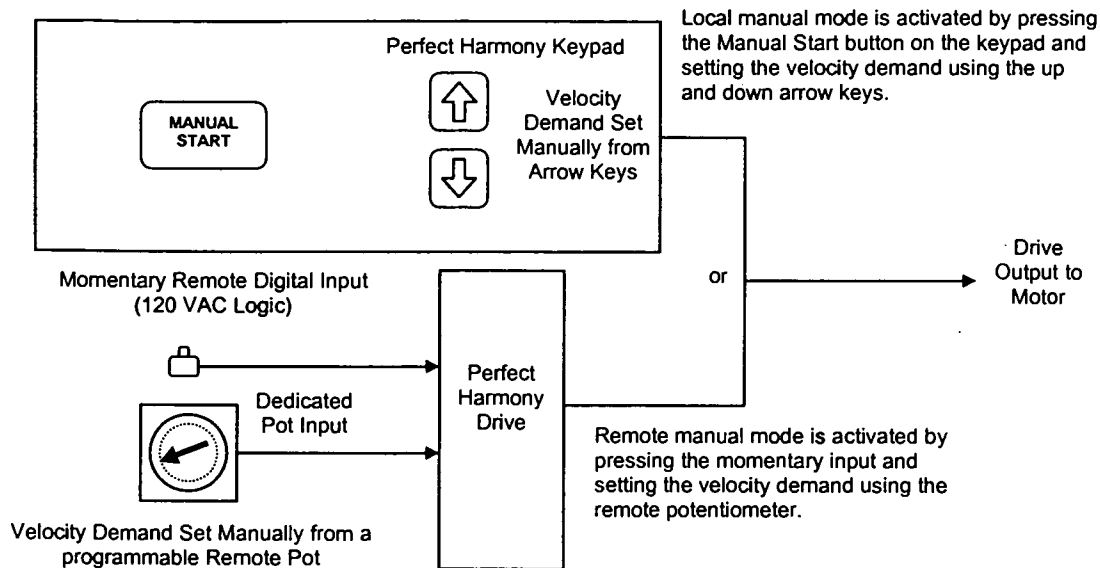 Perfect Harmony Keypad
MANUAL
START
Velocity
Demand Set
Manually from
Arrow Keys
Local manual mode is activated by pressing
the Manual Start button on the keypad and
setting the velocity demand using the up
and down arrow keys.
Momentary Remote Digital Input
(120 VAC Logic)
or
Drive
Output to
Motor
Dedicated
Pot Input
Perfect
Harmony
Drive
Remote manual mode is activated by
pressing the momentary input and
setting the velocity demand using the
remote potentiometer.
Velocity Demand Set Manually from a
programmable Remote Pot